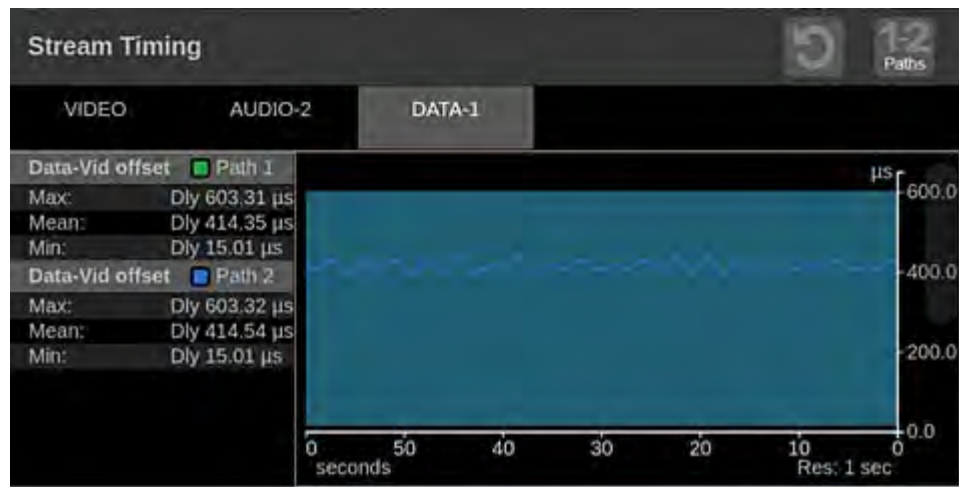 Stream Timing
1-2
Paths
VIDEO AUDIO-2 DATA-1
Data-Vid offset Path 1
Max: Dly 603.31 µs
Mean: Dly 414.35 µs
Min: Dly 15.01 µs
Data-Vid offset Path 2
Max: Dly 603.32 µs
Mean: Dly 414.54 µs
Min: Dly 15.01 µs
µs
600.0
400.0
200.0
0.0
0 50 40 30 20 10 0
seconds Res: 1 sec